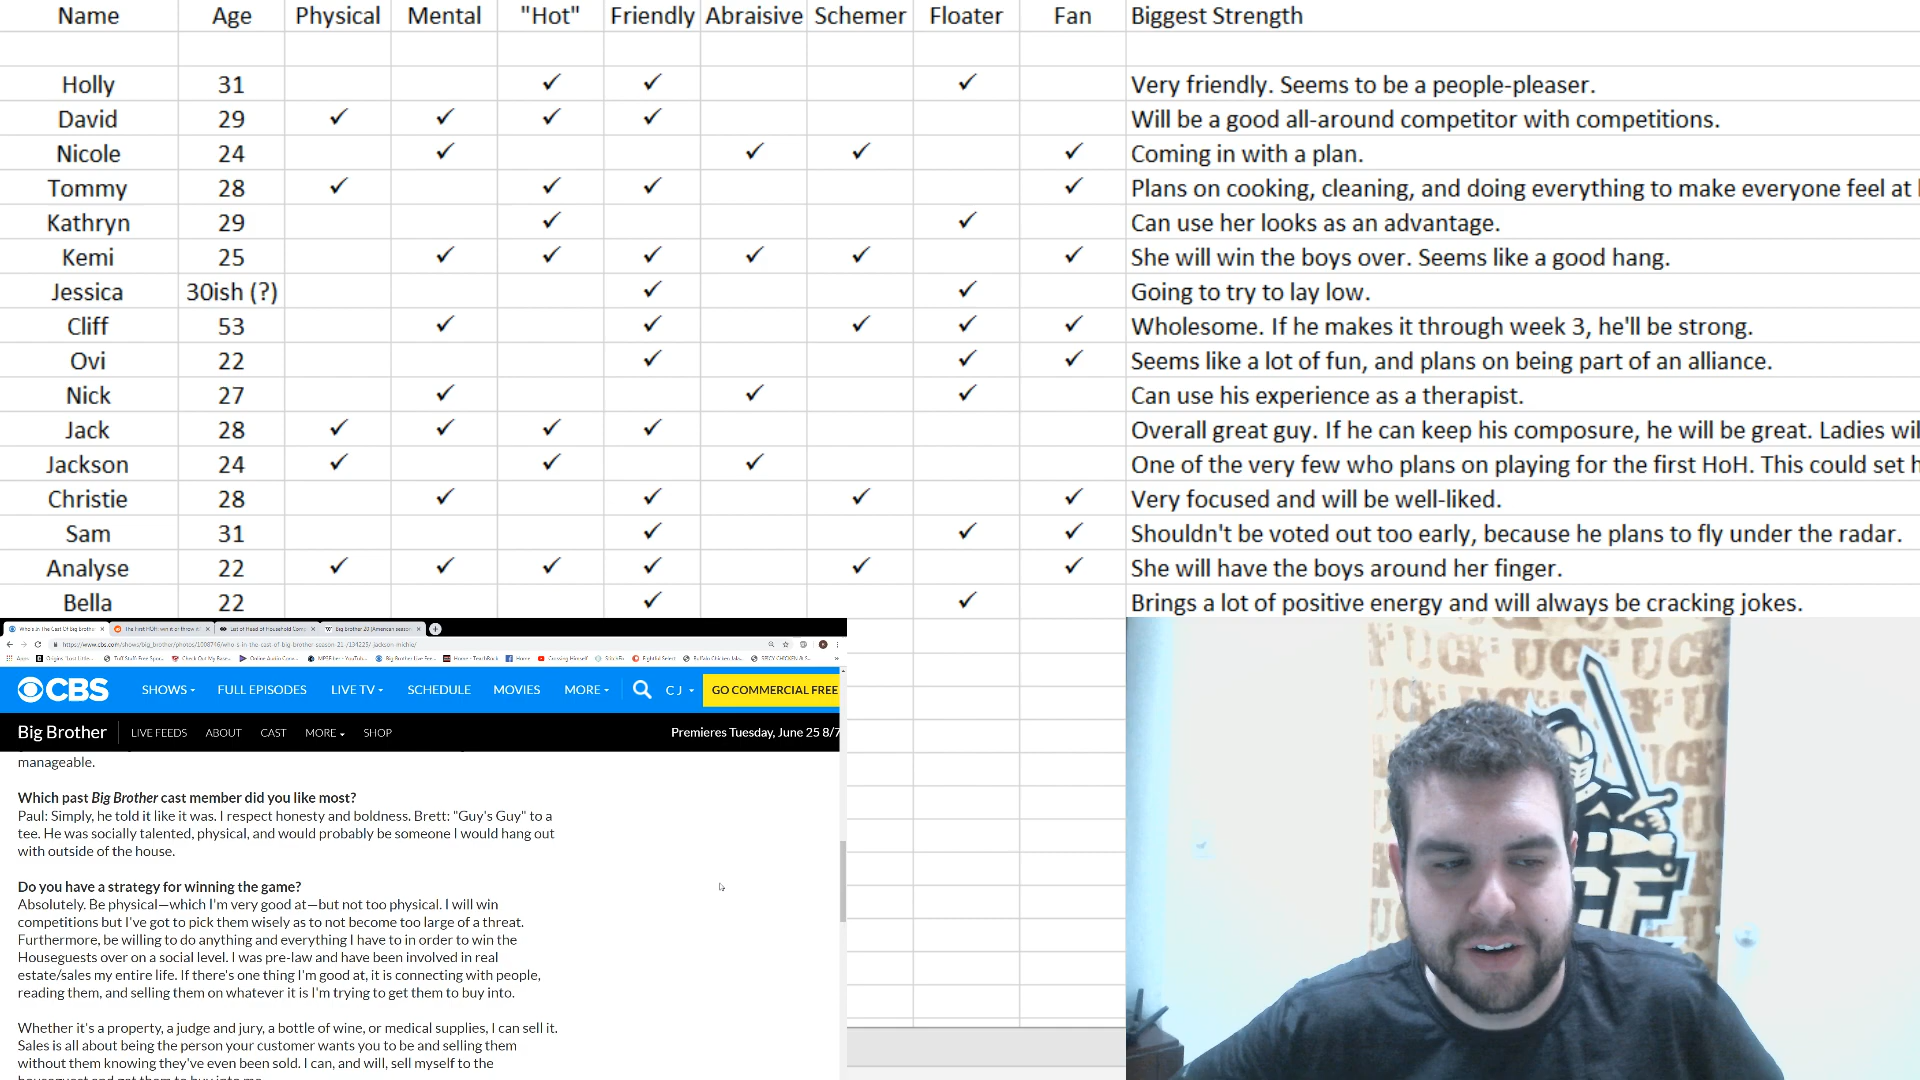 Name Age Physical Mental "Hot" Friendly Abraisive Schemer Floater Fan Biggest Strength
Holly 31 ✓ ✓ ✓ Very friendly. Seems to be a people-pleaser.
David 29 ✓ ✓ ✓ ✓ Will be a good all-around competitor with competitions.
Nicole 24 ✓ ✓ ✓ ✓ Coming in with a plan.
Tommy 28 ✓ ✓ ✓ ✓ Plans on cooking, cleaning, and doing everything to make everyone feel at
Kathryn 29 ✓ ✓ Can use her looks as an advantage.
Kemi 25 ✓ ✓ ✓ ✓ ✓ ✓ She will win the boys over. Seems like a good hang.
Jessica 30ish (?) ✓ ✓ Going to try to lay low.
Cliff 53 ✓ ✓ ✓ ✓ ✓ Wholesome. If he makes it through week 3, he'll be strong.
Ovi 22 ✓ ✓ ✓ Seems like a lot of fun, and plans on being part of an alliance.
Nick 27 ✓ ✓ ✓ Can use his experience as a therapist.
Jack 28 ✓ ✓ ✓ ✓ Overall great guy. If he can keep his composure, he will be great. Ladies wil
Jackson 24 ✓ ✓ ✓ One of the very few who plans on playing for the first HoH. This could set
Christie 28 ✓ ✓ ✓ ✓ Very focused and will be well-liked.
Sam 31 ✓ ✓ ✓ Shouldn't be voted out too early, because he plans to fly under the radar.
Analyse 22 ✓ ✓ ✓ ✓ ✓ ✓ She will have the boys around her finger.
Bella 22 ✓ ✓ Brings a lot of positive energy and will always be cracking jokes.
CBS SHOWS FULL EPISODES LIVE TV SCHEDULE MOVIES MORE C J GO COMMERCIAL FREE
Big Brother LIVE FEEDS ABOUT CAST MORE SHOP Premieres Tuesday, June 25 8/7
manageable.
Which past Big Brother cast member did you like most?
Paul: Simply, he told it like it was. I respect honesty and boldness. Brett: "Guy's Guy" to a
tee. He was socially talented, physical, and would probably be someone I would hang out
with outside of the house.
Do you have a strategy for winning the game?
Absolutely. Be physical—which I'm very good at—but not too physical. I will win
competitions but I've got to pick them wisely as to not become too large of a threat.
Furthermore, be willing to do anything and everything I have to in order to win the
Houseguests over on a social level. I was pre-law and have been involved in real
estate/sales my entire life. If there's one thing I'm good at, it is connecting with people,
reading them, and selling them on whatever it is I'm trying to get them to buy into.
Whether it's a property, a judge and jury, a bottle of wine, or medical supplies, I can sell it.
Sales is all about being the person your customer wants you to be and selling them
without them knowing they've even been sold. I can, and will, sell myself to the